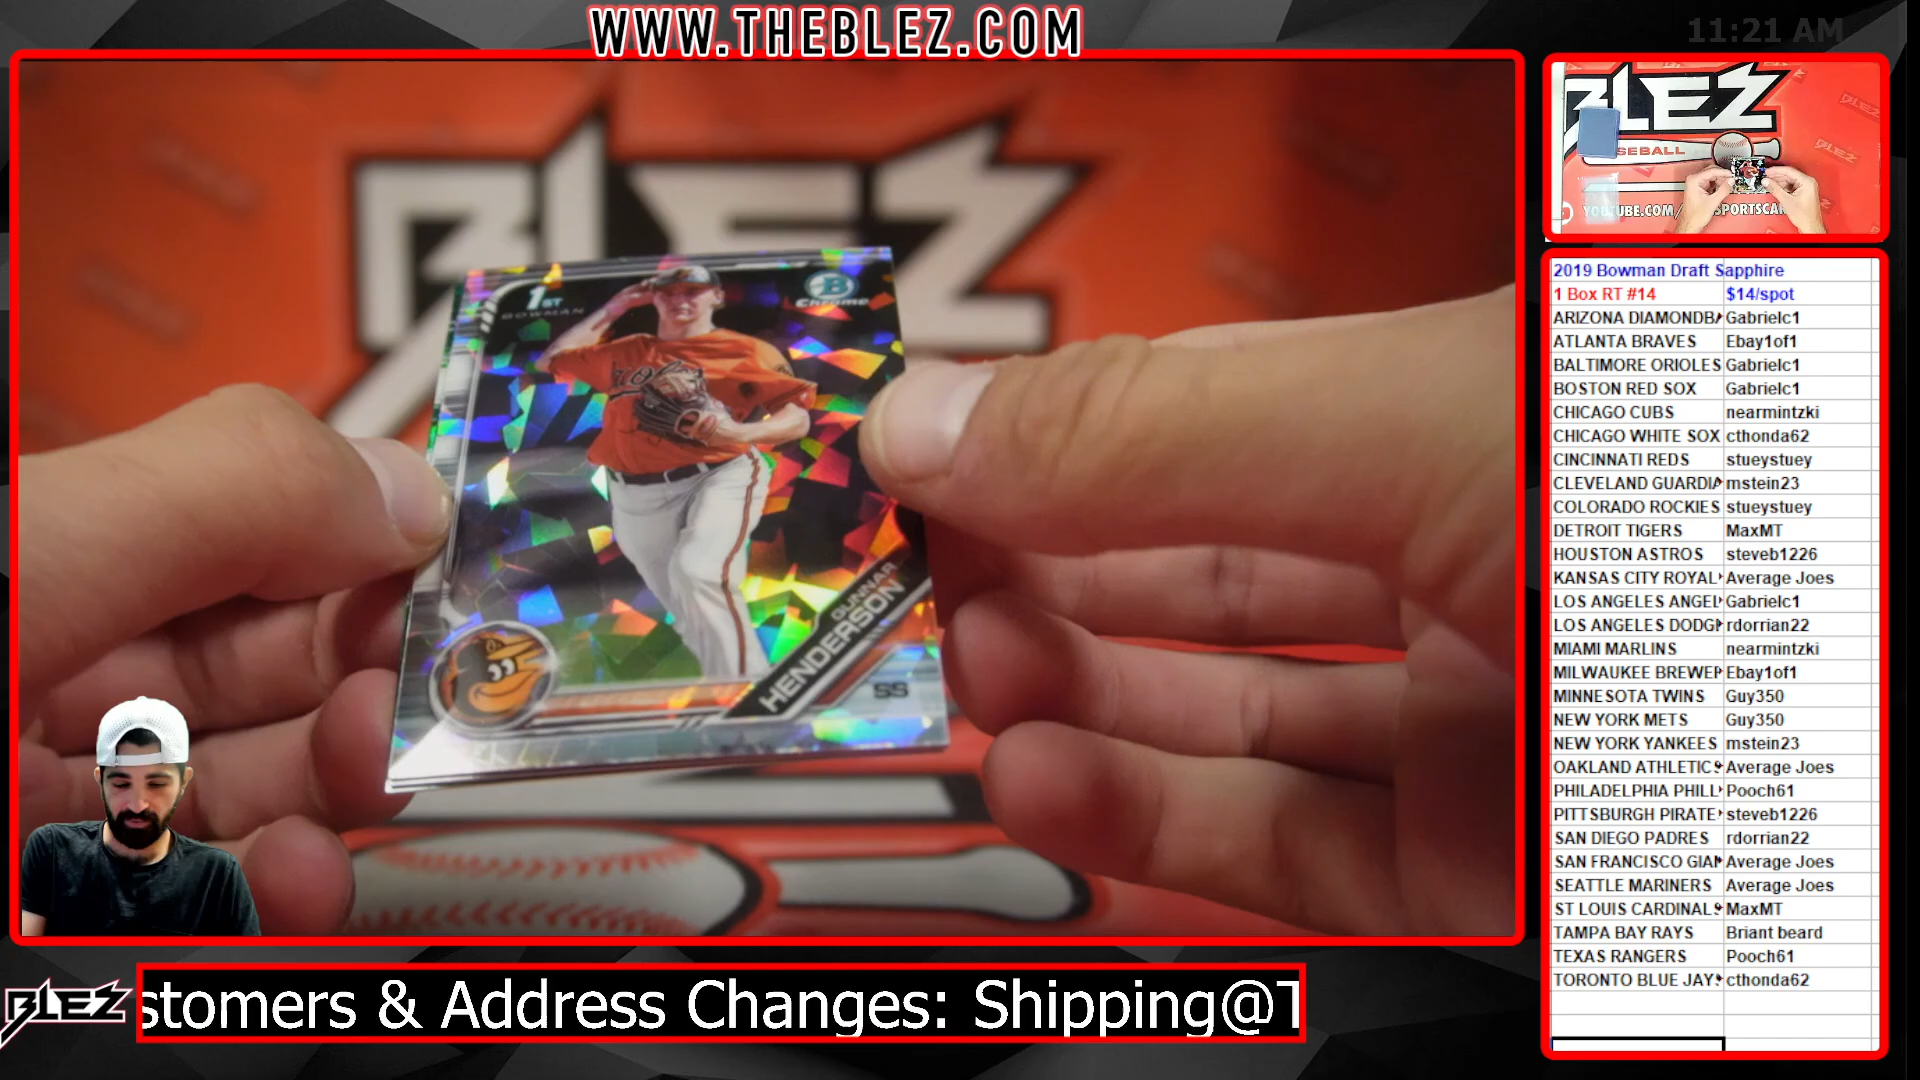 WWW.THEBLEZ.COM
11:21 AM
BLEZ
1ST
BOWMAN
B
Chrome
GUNNAR
HENDERSON
SS
BLEZ
SEBALL
BLEZ
BLEZ
YOUTUBE.COM/
SPORTSCAR
2019 Bowman Draft Sapphire
1 Box RT #14 $14/spot
ARIZONA DIAMONDBA Gabrielc1
ATLANTA BRAVES Ebay1of1
BALTIMORE ORIOLES Gabrielc1
BOSTON RED SOX Gabrielc1
CHICAGO CUBS nearmintzki
CHICAGO WHITE SOX cthonda62
CINCINNATI REDS stueystuey
CLEVELAND GUARDIA mstein23
COLORADO ROCKIES stueystuey
DETROIT TIGERS MaxMT
HOUSTON ASTROS steveb1226
KANSAS CITY ROYAL Average Joes
LOS ANGELES ANGEL Gabrielc1
LOS ANGELES DODG rdorrian22
MIAMI MARLINS nearmintzki
MILWAUKEE BREWER Ebay1of1
MINNESOTA TWINS Guy350
NEW YORK METS Guy350
NEW YORK YANKEES mstein23
OAKLAND ATHLETICS Average Joes
PHILADELPHIA PHILL Pooch61
PITTSBURGH PIRATE steveb1226
SAN DIEGO PADRES rdorrian22
SAN FRANCISCO GIAN Average Joes
SEATTLE MARINERS Average Joes
ST LOUIS CARDINALS MaxMT
TAMPA BAY RAYS Briant beard
TEXAS RANGERS Pooch61
TORONTO BLUE JAYS cthonda62
BLEZ
stomers & Address Changes: Shipping@T